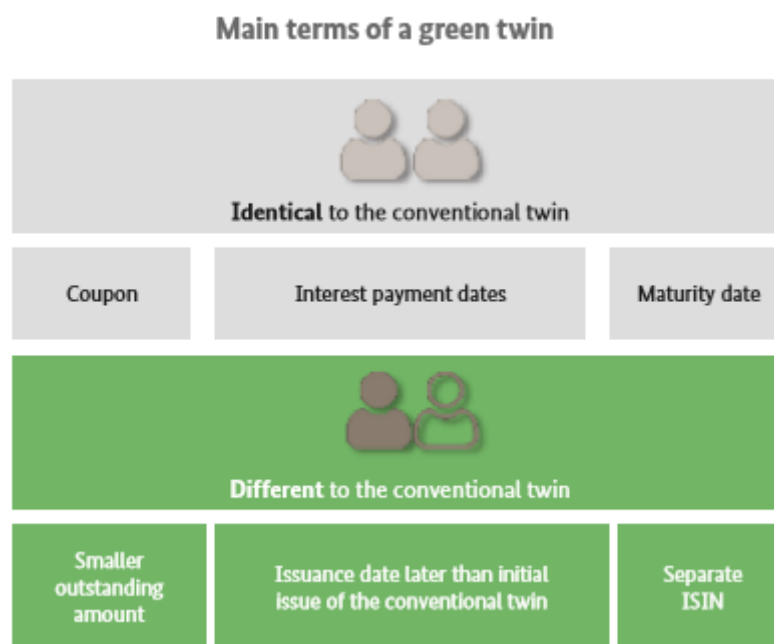 Main terms of a green twin
Identical to the conventional twin
Coupon
Interest payment dates
Maturity date
Different to the conventional twin
Smaller
outstanding
amount
Issuance date later than initial
issue of the conventional twin
Separate
ISIN